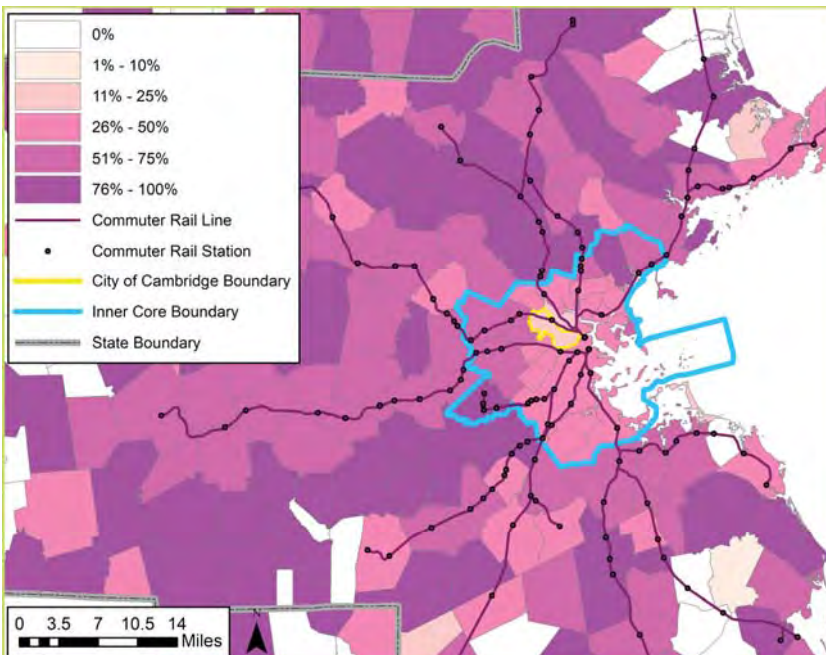 0%
1% - 10%
11% - 25%
26% - 50%
51% - 75%
76% - 100%
Commuter Rail Line
Commuter Rail Station
City of Cambridge Boundary
Inner Core Boundary
State Boundary
0 3.5 7 10.5 14
Miles
N